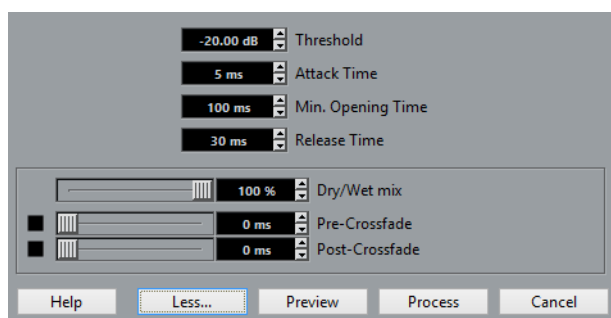 -20.00 dB Threshold
5 ms Attack Time
100 ms Min. Opening Time
30 ms Release Time
100 % Dry/Wet mix
0 ms Pre-Crossfade
0 ms Post-Crossfade
Help Less... Preview Process Cancel